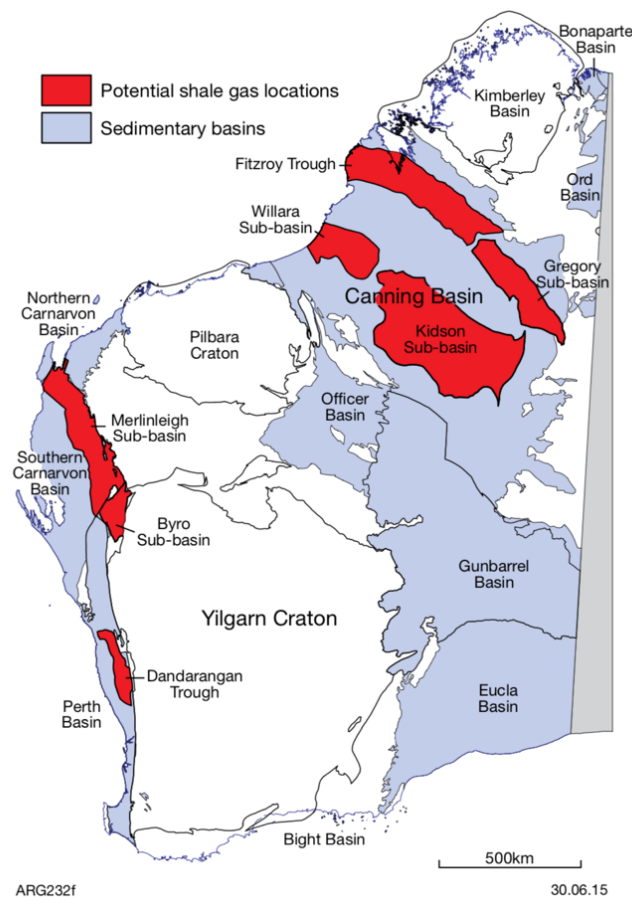 Potential shale gas locations
Sedimentary basins
Bonaparte
Basin
Kimberley
Basin
Fitzroy Trough
Ord
Basin
Willara
Sub-basin
Gregory
Sub-basin
Canning Basin
Kidson
Sub-basin
Northern
Carnarvon
Basin
Pilbara
Craton
Officer
Basin
Merlinleigh
Sub-basin
Southern
Carnarvon
Basin
Byro
Sub-basin
Gunbarrel
Basin
Yilgarn Craton
Dandarangan
Trough
Perth
Basin
Eucla
Basin
Bight Basin
500km
ARG232f
30.06.15